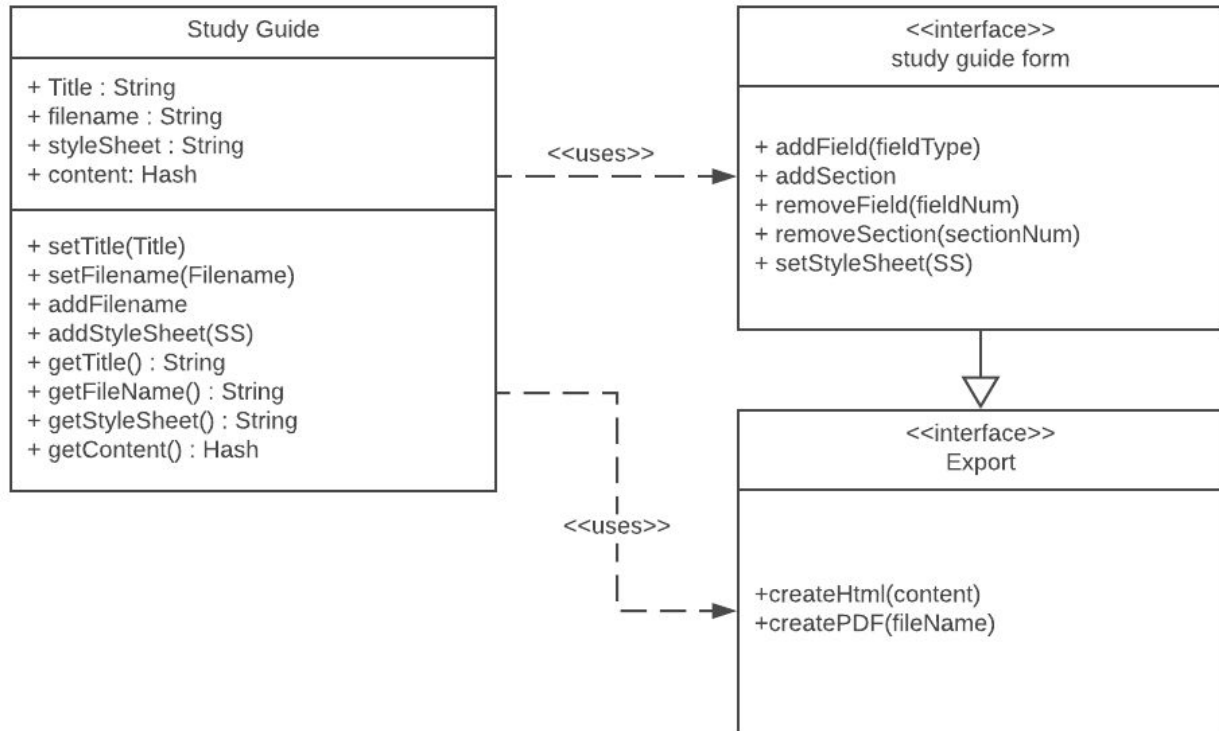 Study Guide
+ Title : String
+ filename : String
+ styleSheet : String
+ content: Hash
+ setTitle(Title)
+ setFilename(Filename)
+ addFilename
+ addStyleSheet(SS)
+ getTitle() : String
+ getFileName() : String
+ getStyleSheet() : String
+ getContent() : Hash
<<uses>>
<<uses>>
<<interface>>
study guide form
+ addField(fieldType)
+ addSection
+ removeField(fieldNum)
+ removeSection(sectionNum)
+ setStyleSheet(SS)
<<interface>>
Export
+createHtml(content)
+createPDF(fileName)